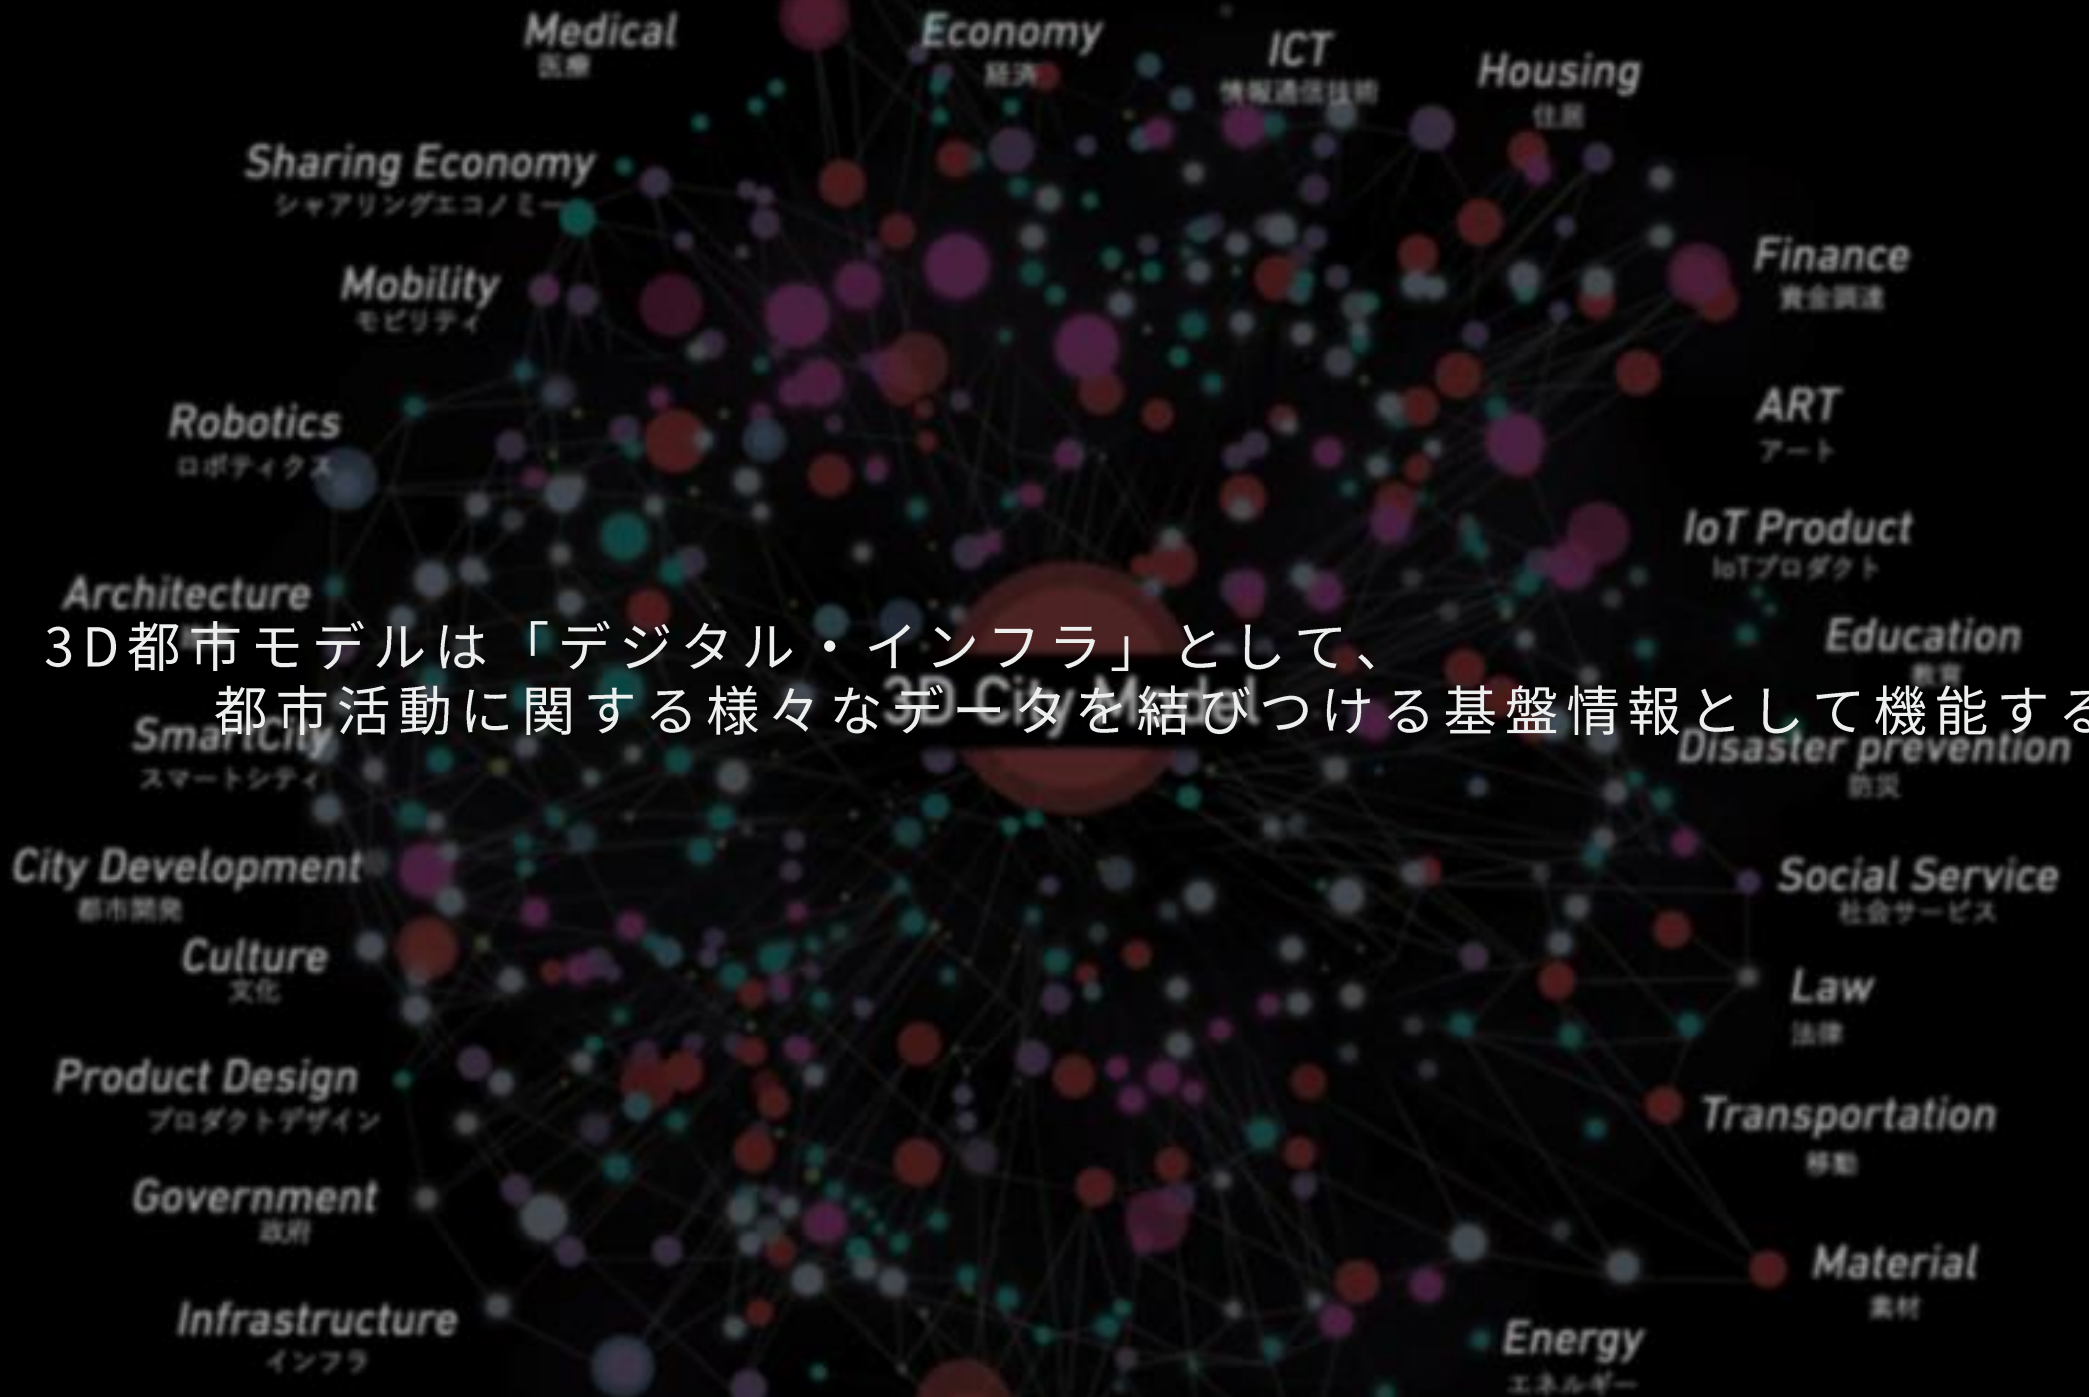 Medical
医療
Economy
経済
ICT
情報通信技術
Housing
住居
Sharing Economy
シャアリングエコノミー
Mobility
モビリティ
Finance
資金調達
Robotics
ロボティクス
ART
アート
IoT Product
IoTプロダクト
Architecture
3D都市モデルは「デジタル・インフラ」として、
都市活動に関する様々なデータを結びつける基盤情報として機能する
3D City Model
Education
教育
SmartCity
スマートシティ
Disaster prevention
防災
City Development
都市開発
Social Service
社会サービス
Culture
文化
Law
法律
Product Design
プロダクトデザイン
Transportation
移動
Government
政府
Material
素材
Infrastructure
インフラ
Energy
エネルギー